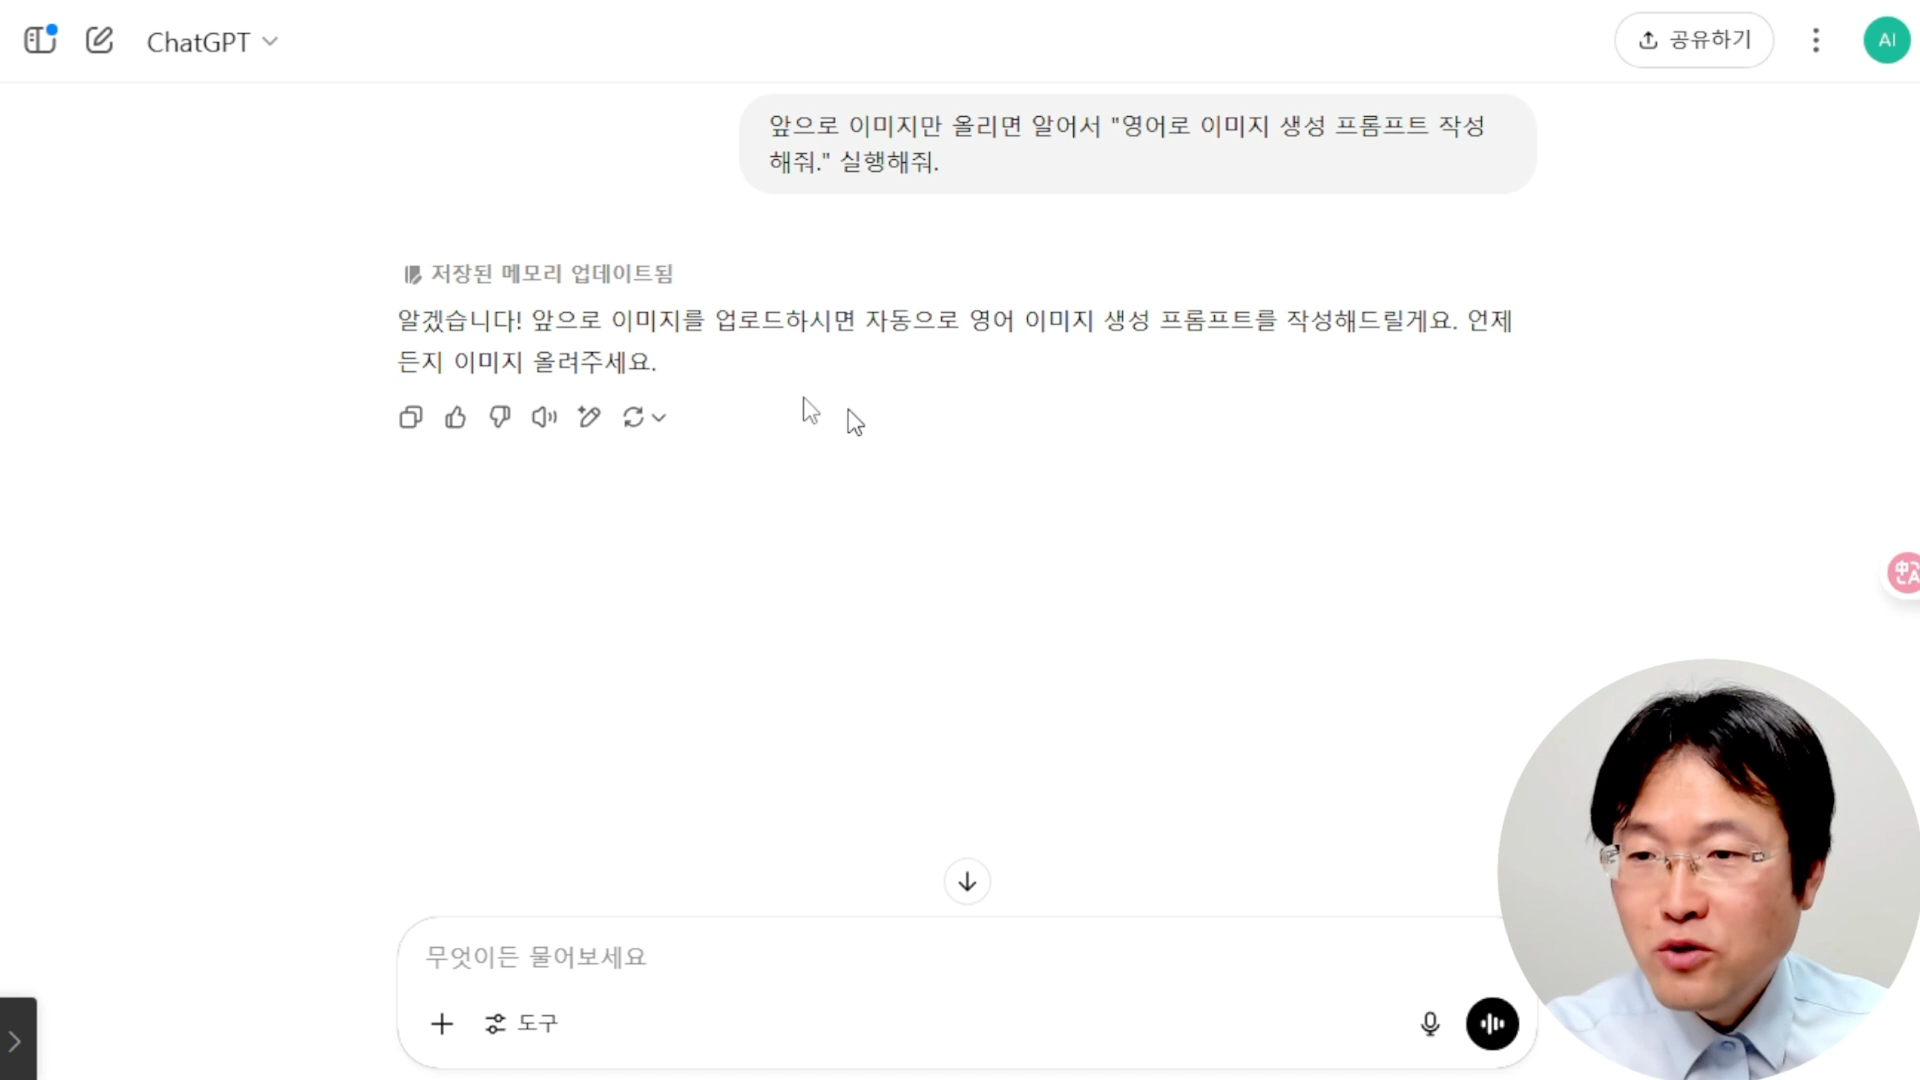 ChatGPT
공유하기
AI
앞으로 이미지만 올리면 알어서 "영어로 이미지 생성 프롬프트 작성
해줘." 실행해줘.
저장된 메모리 업데이트됨
알겠습니다! 앞으로 이미지를 업로드하시면 자동으로 영어 이미지 생성 프롬프트를 작성해드릴게요. 언제
든지 이미지 올려주세요.
무엇이든 물어보세요
도구